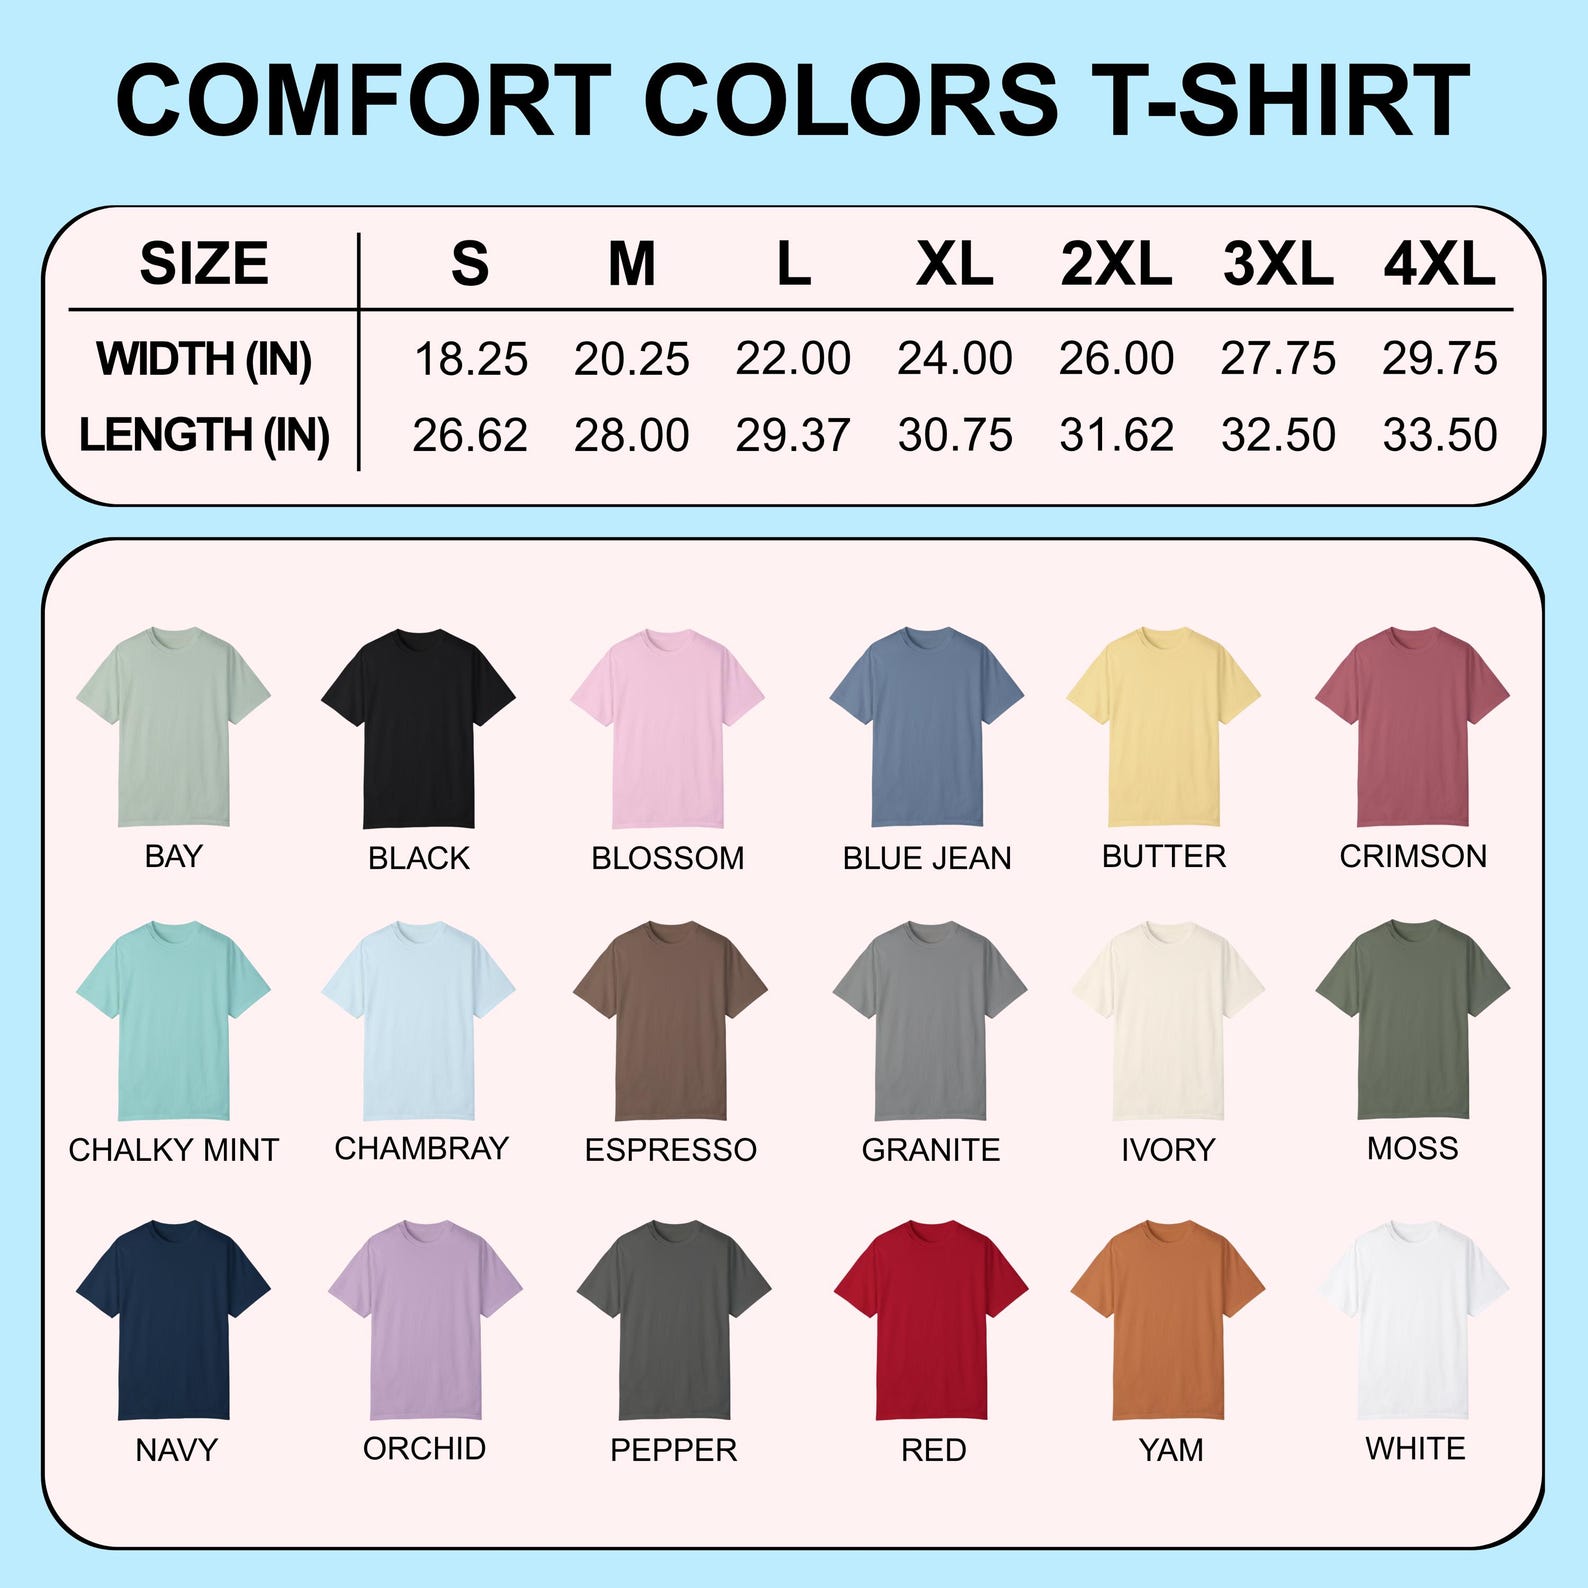 COMFORT COLORS T-SHIRT
SIZE S M L XL 2XL 3XL 4XL
WIDTH (IN) 18.25 20.25 22.00 24.00 26.00 27.75 29.75
LENGTH (IN) 26.62 28.00 29.37 30.75 31.62 32.50 33.50
BAY BLACK BLOSSOM BLUE JEAN BUTTER CRIMSON
CHALKY MINT CHAMBRAY ESPRESSO GRANITE IVORY MOSS
NAVY ORCHID PEPPER RED YAM WHITE